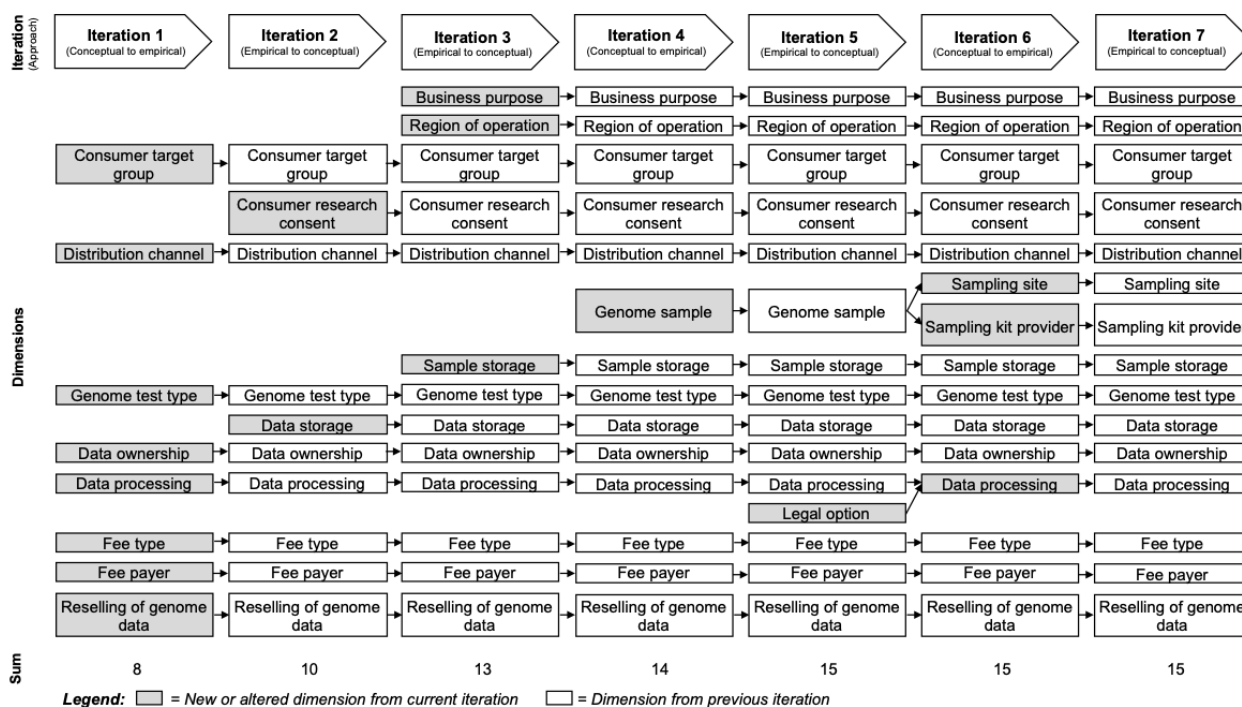 Iteration
(Approach)
Iteration 1
(Conceptual to empirical)
Iteration 2
(Empirical to conceptual)
Iteration 3
(Empirical to conceptual)
Iteration 4
(Conceptual to empirical)
Iteration 5
(Empirical to conceptual)
Iteration 6
(Conceptual to empirical)
Iteration 7
(Empirical to conceptual)
Dimensions
Business purpose
Business purpose
Business purpose
Business purpose
Business purpose
Region of operation
Region of operation
Region of operation
Region of operation
Region of operation
Consumer target
group
Consumer target
group
Consumer target
group
Consumer target
group
Consumer target
group
Consumer target
group
Consumer target
group
Consumer research
consent
Consumer research
consent
Consumer research
consent
Consumer research
consent
Consumer research
consent
Consumer research
consent
Distribution channel
Distribution channel
Distribution channel
Distribution channel
Distribution channel
Distribution channel
Distribution channel
Genome sample
Genome sample
Sampling site
Sampling site
Sampling kit provider
Sampling kit provide
Sample storage
Sample storage
Sample storage
Sample storage
Sample storage
Genome test type
Genome test type
Genome test type
Genome test type
Genome test type
Genome test type
Genome test type
Data storage
Data storage
Data storage
Data storage
Data storage
Data storage
Data ownership
Data ownership
Data ownership
Data ownership
Data ownership
Data ownership
Data ownership
Data processing
Data processing
Data processing
Data processing
Data processing
Data processing
Data processing
Legal option
Fee type
Fee type
Fee type
Fee type
Fee type
Fee type
Fee type
Fee payer
Fee payer
Fee payer
Fee payer
Fee payer
Fee payer
Fee payer
Reselling of genome
data
Reselling of genome
data
Reselling of genome
data
Reselling of genome
data
Reselling of genome
data
Reselling of genome
data
Reselling of genome
data
Sum
8
10
13
14
15
15
15
Legend: = New or altered dimension from current iteration = Dimension from previous iteration